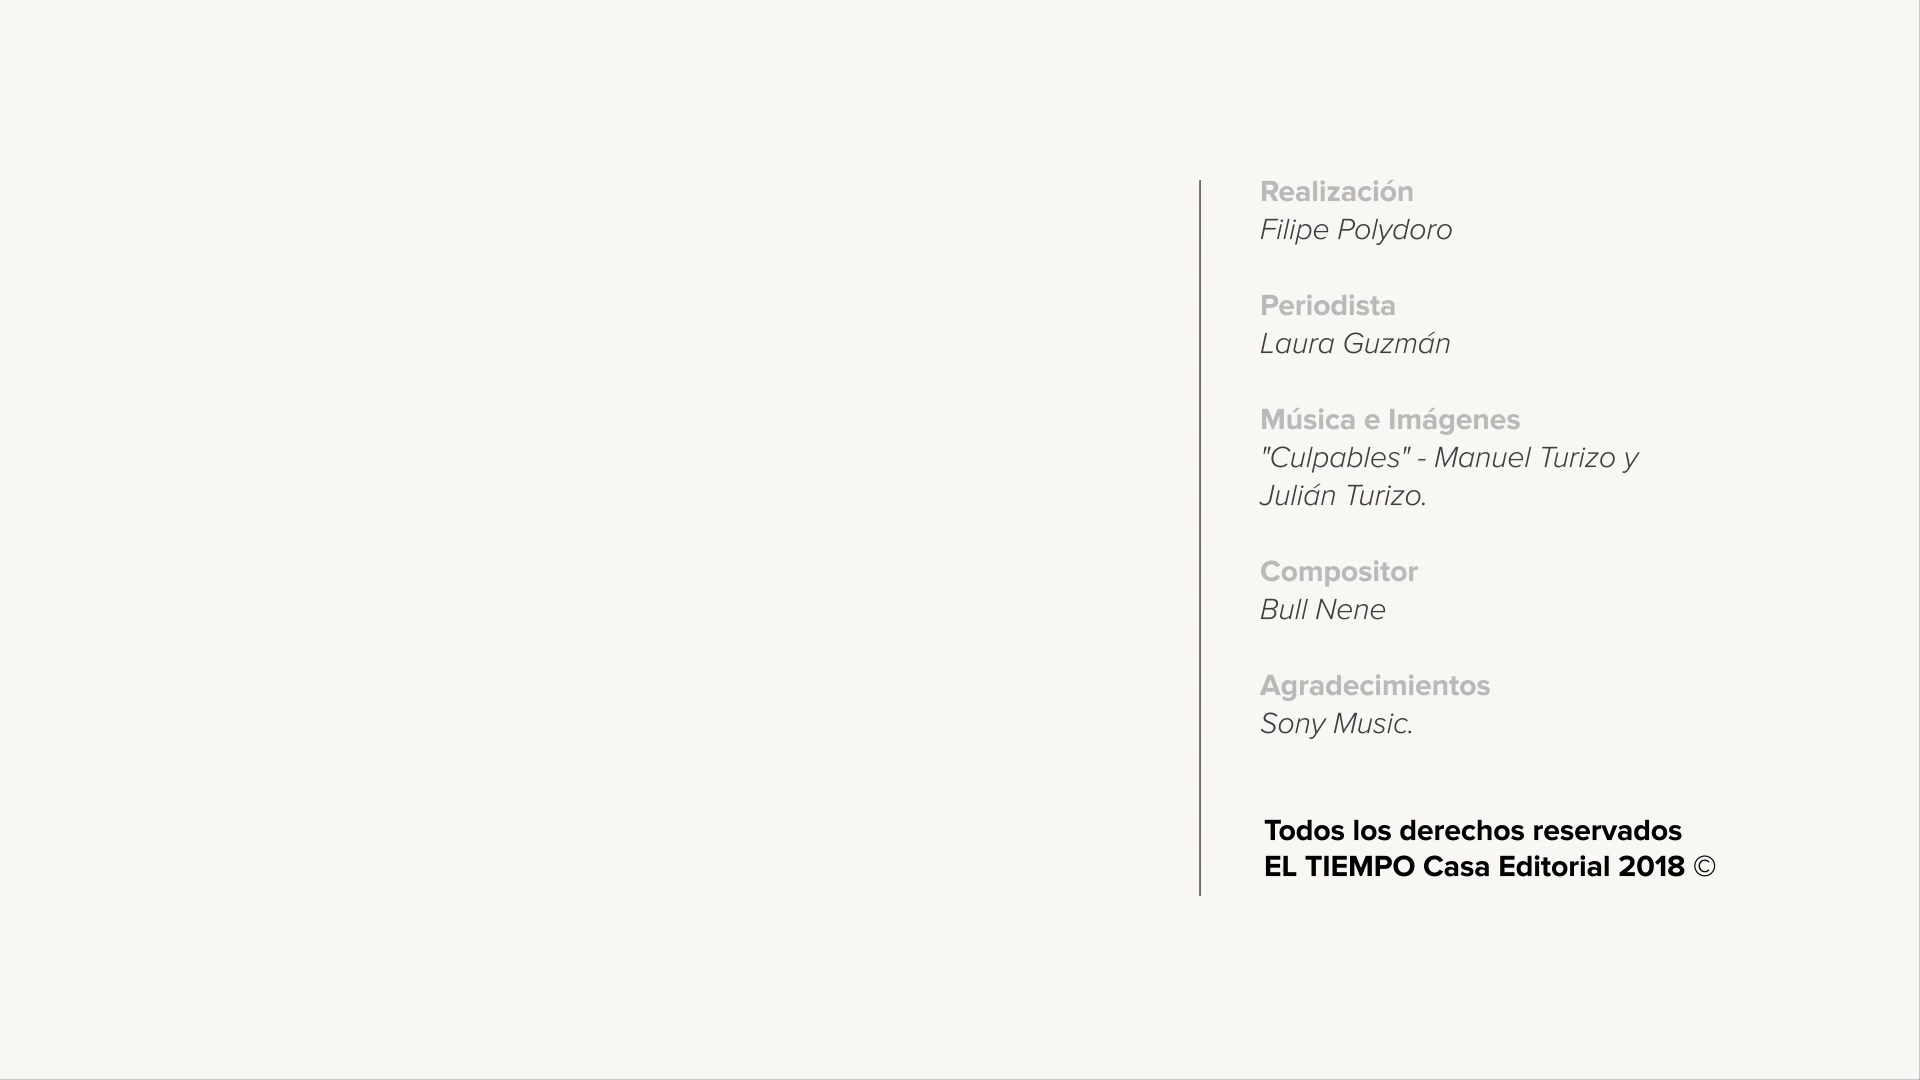 Realización
Filipe Polydoro
Periodista
Laura Guzmán
Música e Imágenes
"Culpables" - Manuel Turizo y
Julián Turizo.
Compositor
Bull Nene
Agradecimientos
Sony Music.
Todos los derechos reservados
EL TIEMPO Casa Editorial 2018 ©